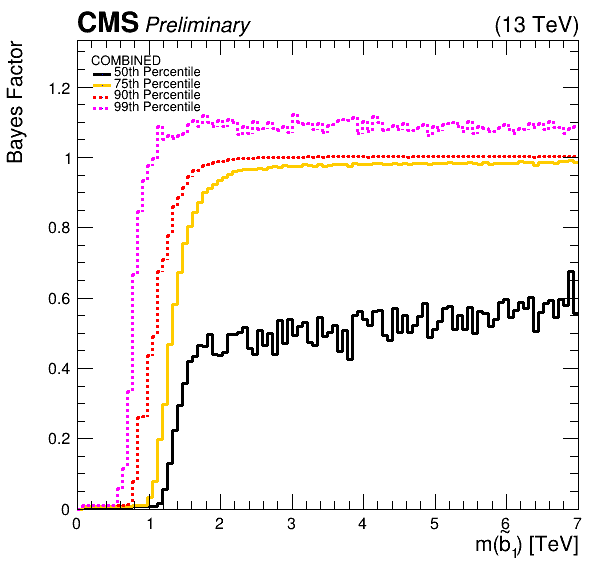 CMS Preliminary (13 TeV)
Bayes Factor
COMBINED
50th Percentile
75th Percentile
90th Percentile
99th Percentile
1.2
1
0.8
0.6
0.4
0.2
0
0 1 2 3 4 5 6 7
m(b̃₁) [TeV]